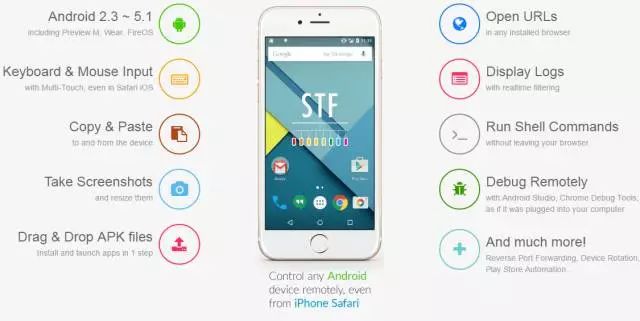 Android 2.3 ~ 5.1
including Preview M, Wear, FireOS
Keyboard & Mouse Input
with Multi-Touch, even in Safari iOS
Copy & Paste
to and from the device
Take Screenshots
and resize them
Drag & Drop APK files
Install and launch apps in 1 step
Google
STF
Play Store
Control any Android
device remotely, even
from iPhone Safari
Open URLs
in any installed browser
Display Logs
with realtime filtering
Run Shell Commands
without leaving your browser
Debug Remotely
with Android Studio, Chrome Debug Tools,
as if it was plugged into your computer
And much more!
Reverse Port Forwarding, Device Rotation,
Play Store Automation...